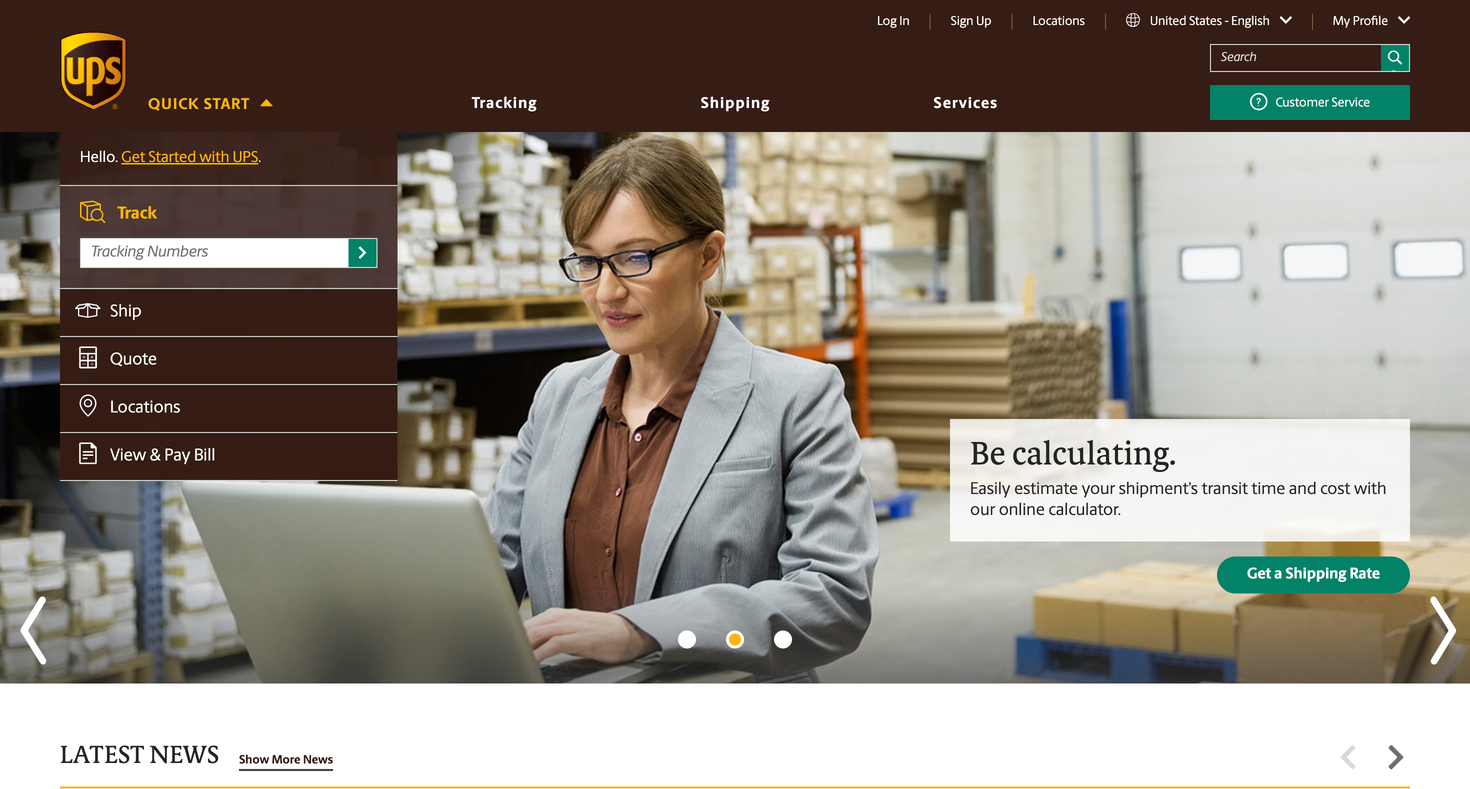 Log In
Sign Up
Locations
United States - English
My Profile
Search
ups
®
QUICK START
Tracking
Shipping
Services
? Customer Service
Hello. Get Started with UPS.
Track
Tracking Numbers
Ship
Quote
Locations
View & Pay Bill
Be calculating.
Easily estimate your shipment's transit time and cost with
our online calculator.
Get a Shipping Rate
LATEST NEWS
Show More News